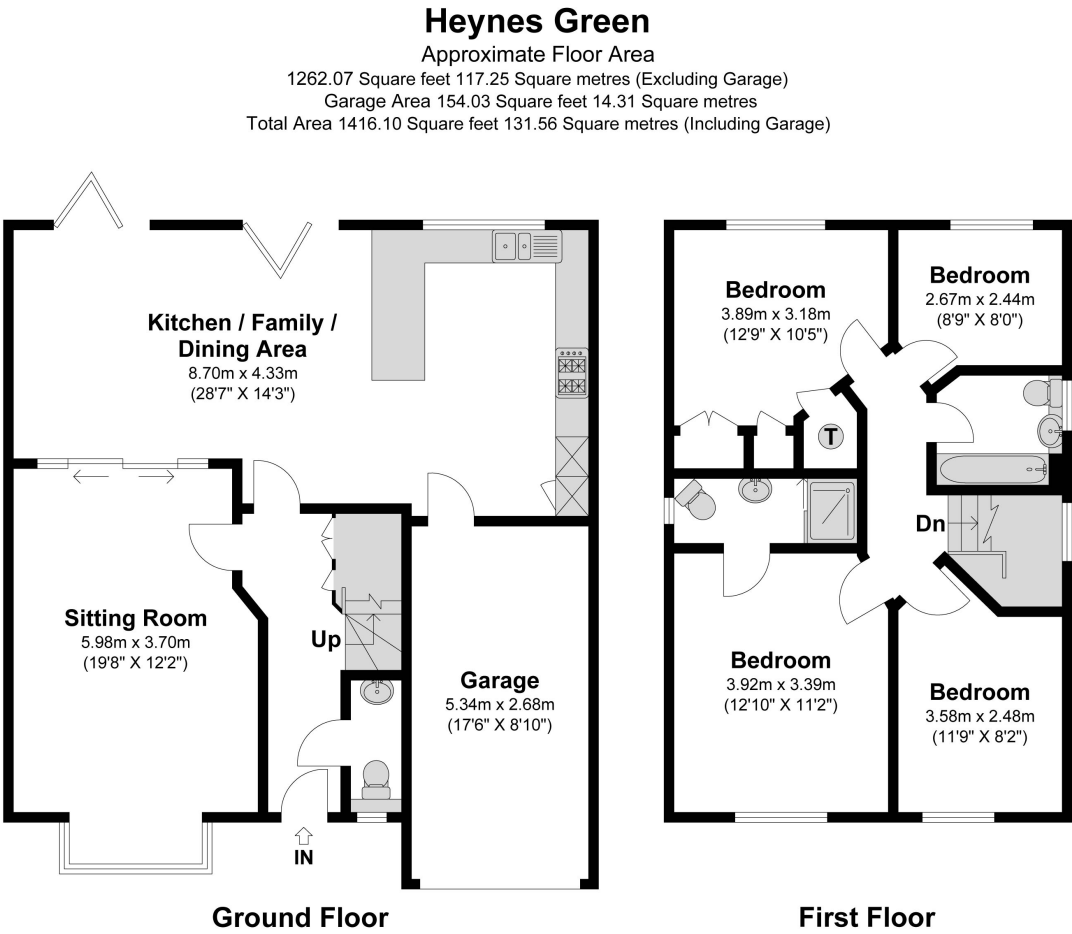 Heynes Green
Approximate Floor Area
1262.07 Square feet 117.25 Square metres (Excluding Garage)
Garage Area 154.03 Square feet 14.31 Square metres
Total Area 1416.10 Square feet 131.56 Square metres (Including Garage)
Kitchen / Family /
Dining Area
8.70m x 4.33m
(28'7" X 14'3")
Sitting Room
5.98m x 3.70m
(19'8" X 12'2")
Up
Garage
5.34m x 2.68m
(17'6" X 8'10")
IN
Ground Floor
Bedroom
3.89m x 3.18m
(12'9" X 10'5")
Bedroom
2.67m x 2.44m
(8'9" X 8'0")
T
Dn
Bedroom
3.92m x 3.39m
(12'10" X 11'2")
Bedroom
3.58m x 2.48m
(11'9" X 8'2")
First Floor